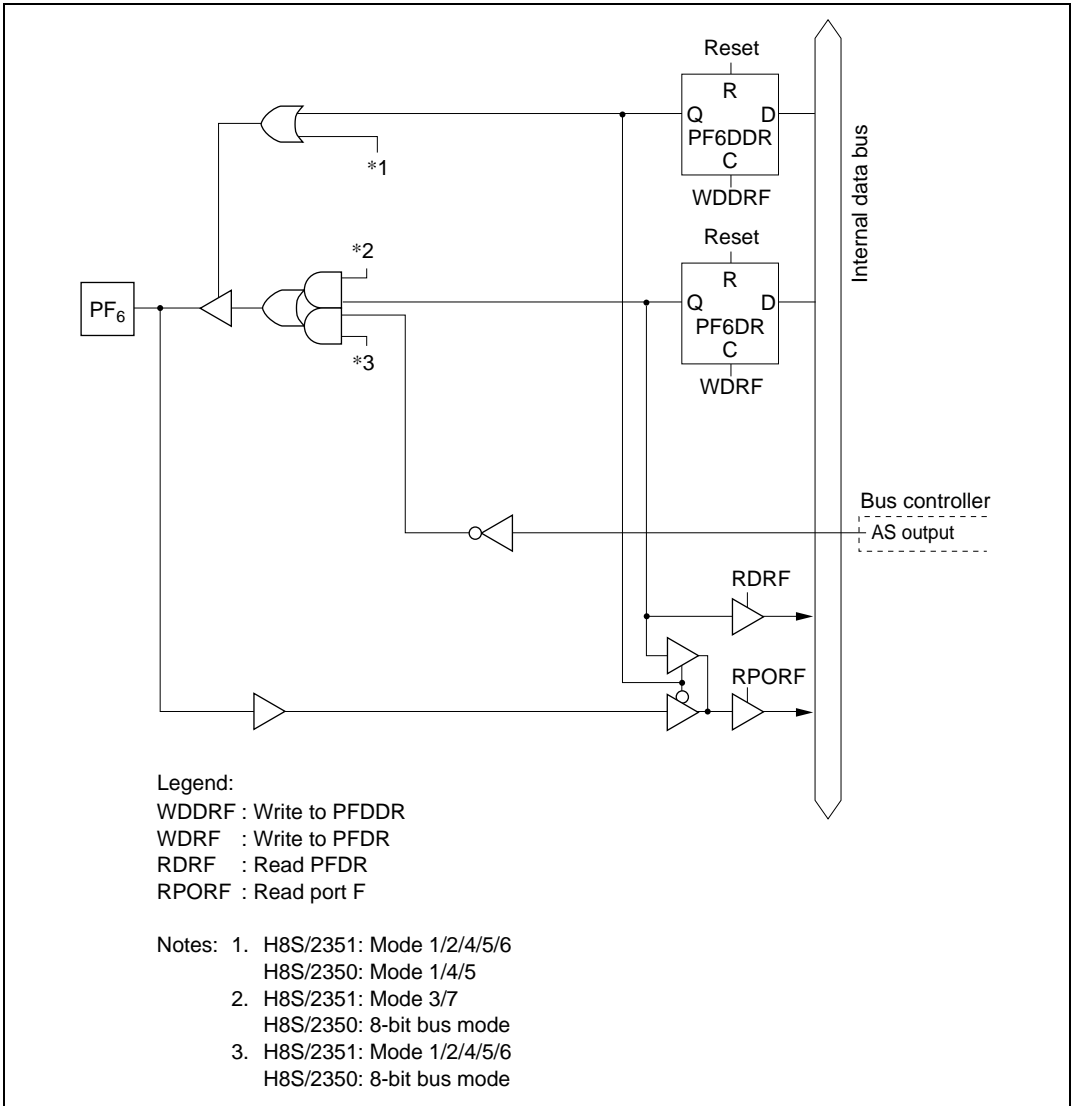 Reset
R
Q D
PF6DDR
C
WDDRF
*1
Internal data bus
Reset
R
Q D
PF6DR
C
WDRF
*2
PF6
*3
Bus controller
AS output
RDRF
RPORF
Legend:
WDDRF : Write to PFDDR
WDRF : Write to PFDR
RDRF : Read PFDR
RPORF : Read port F
Notes: 1. H8S/2351: Mode 1/2/4/5/6
H8S/2350: Mode 1/4/5
2. H8S/2351: Mode 3/7
H8S/2350: 8-bit bus mode
3. H8S/2351: Mode 1/2/4/5/6
H8S/2350: 8-bit bus mode